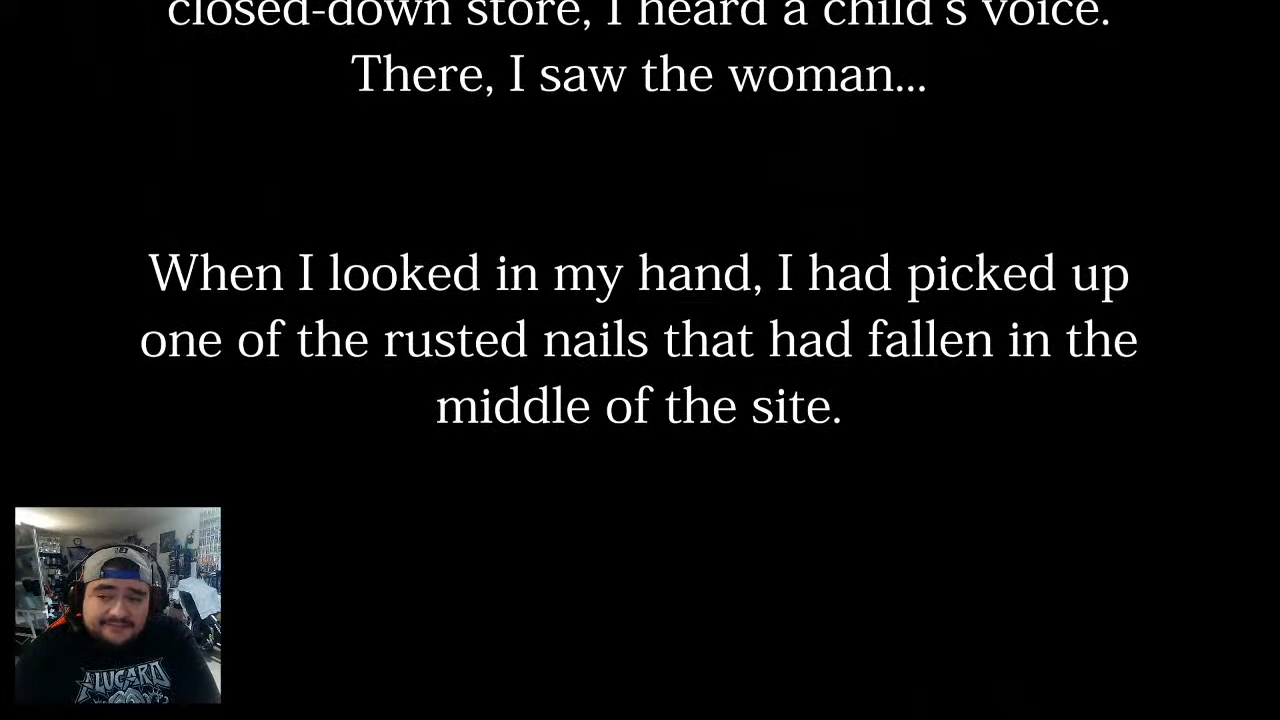 closed-down store, I heard a child's voice.
There, I saw the woman...
When I looked in my hand, I had picked up
one of the rusted nails that had fallen in the
middle of the site.
ALUCARD